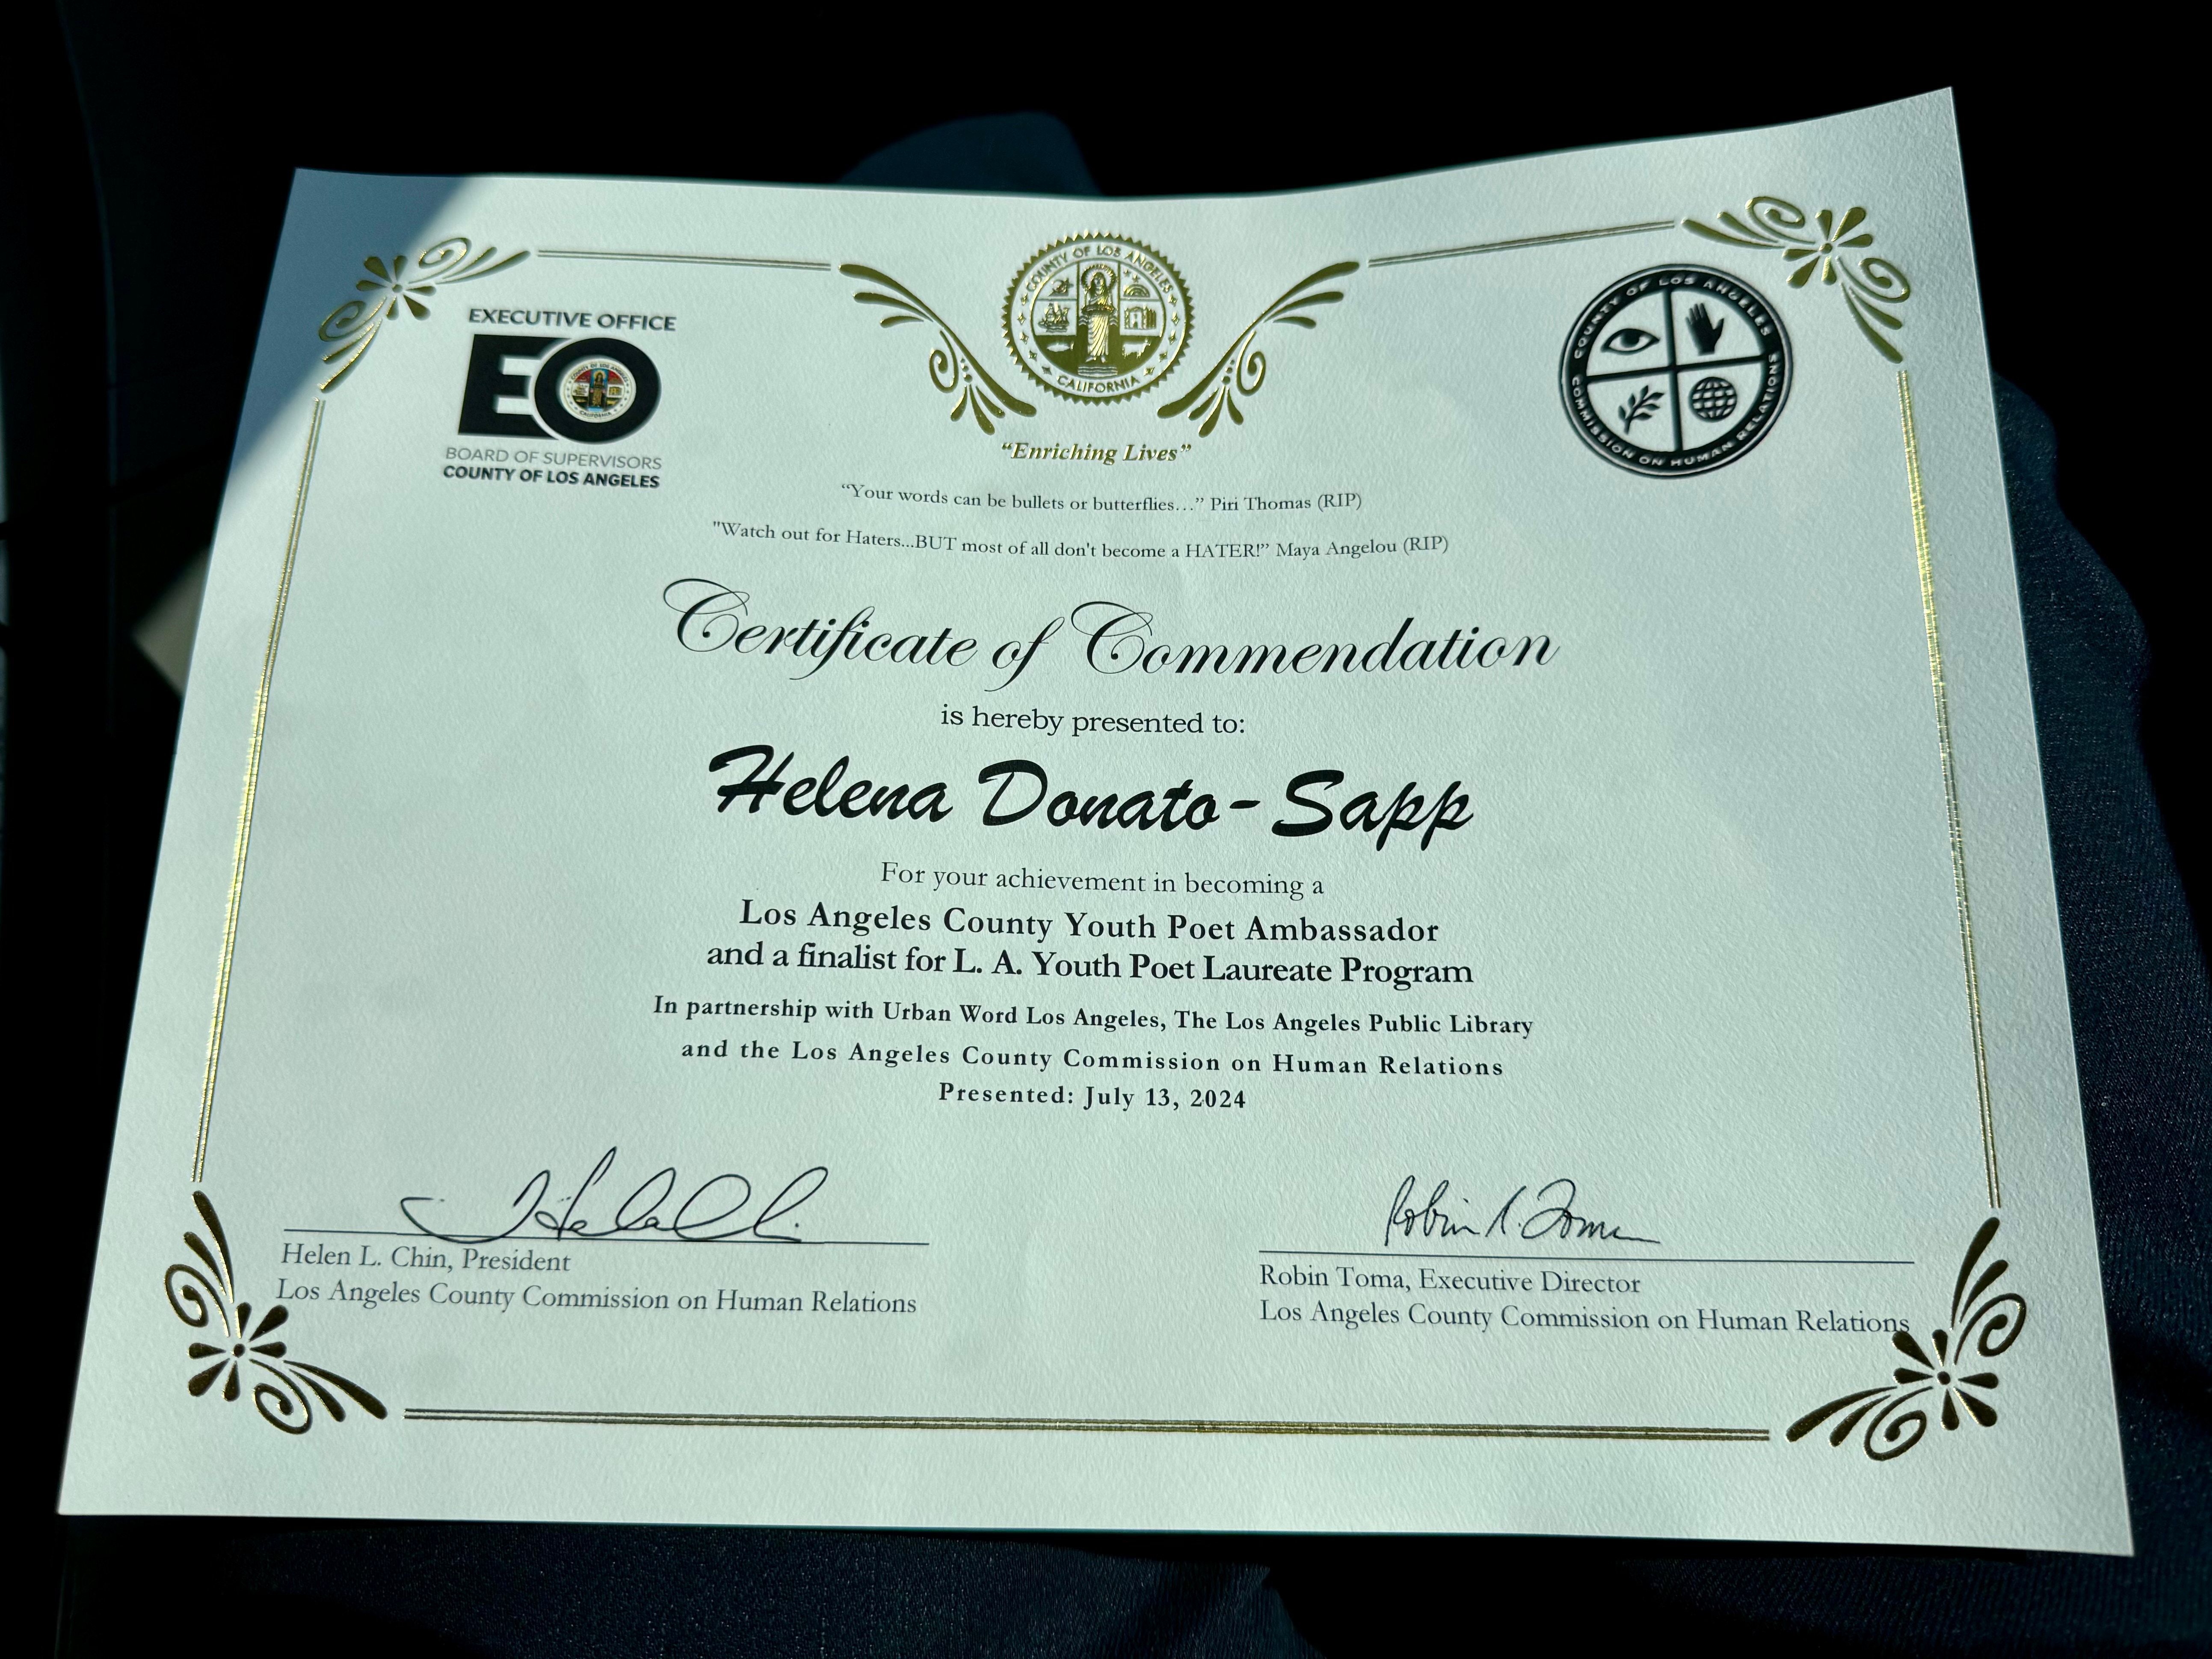 EXECUTIVE OFFICE
EO
BOARD OF SUPERVISORS
COUNTY OF LOS ANGELES
COUNTY OF LOS ANGELES
CALIFORNIA
COUNTY OF LOS ANGELES
COMMISSION ON HUMAN RELATIONS
“Enriching Lives”
“Your words can be bullets or butterflies…” Piri Thomas (RIP)
"Watch out for Haters...BUT most of all don't become a HATER!” Maya Angelou (RIP)
Certificate of Commendation
is hereby presented to:
Helena Donato-Sapp
For your achievement in becoming a
Los Angeles County Youth Poet Ambassador
and a finalist for L. A. Youth Poet Laureate Program
In partnership with Urban Word Los Angeles, The Los Angeles Public Library
and the Los Angeles County Commission on Human Relations
Presented: July 13, 2024
Helen L. Chin, President
Los Angeles County Commission on Human Relations
Robin Toma
Robin Toma, Executive Director
Los Angeles County Commission on Human Relations